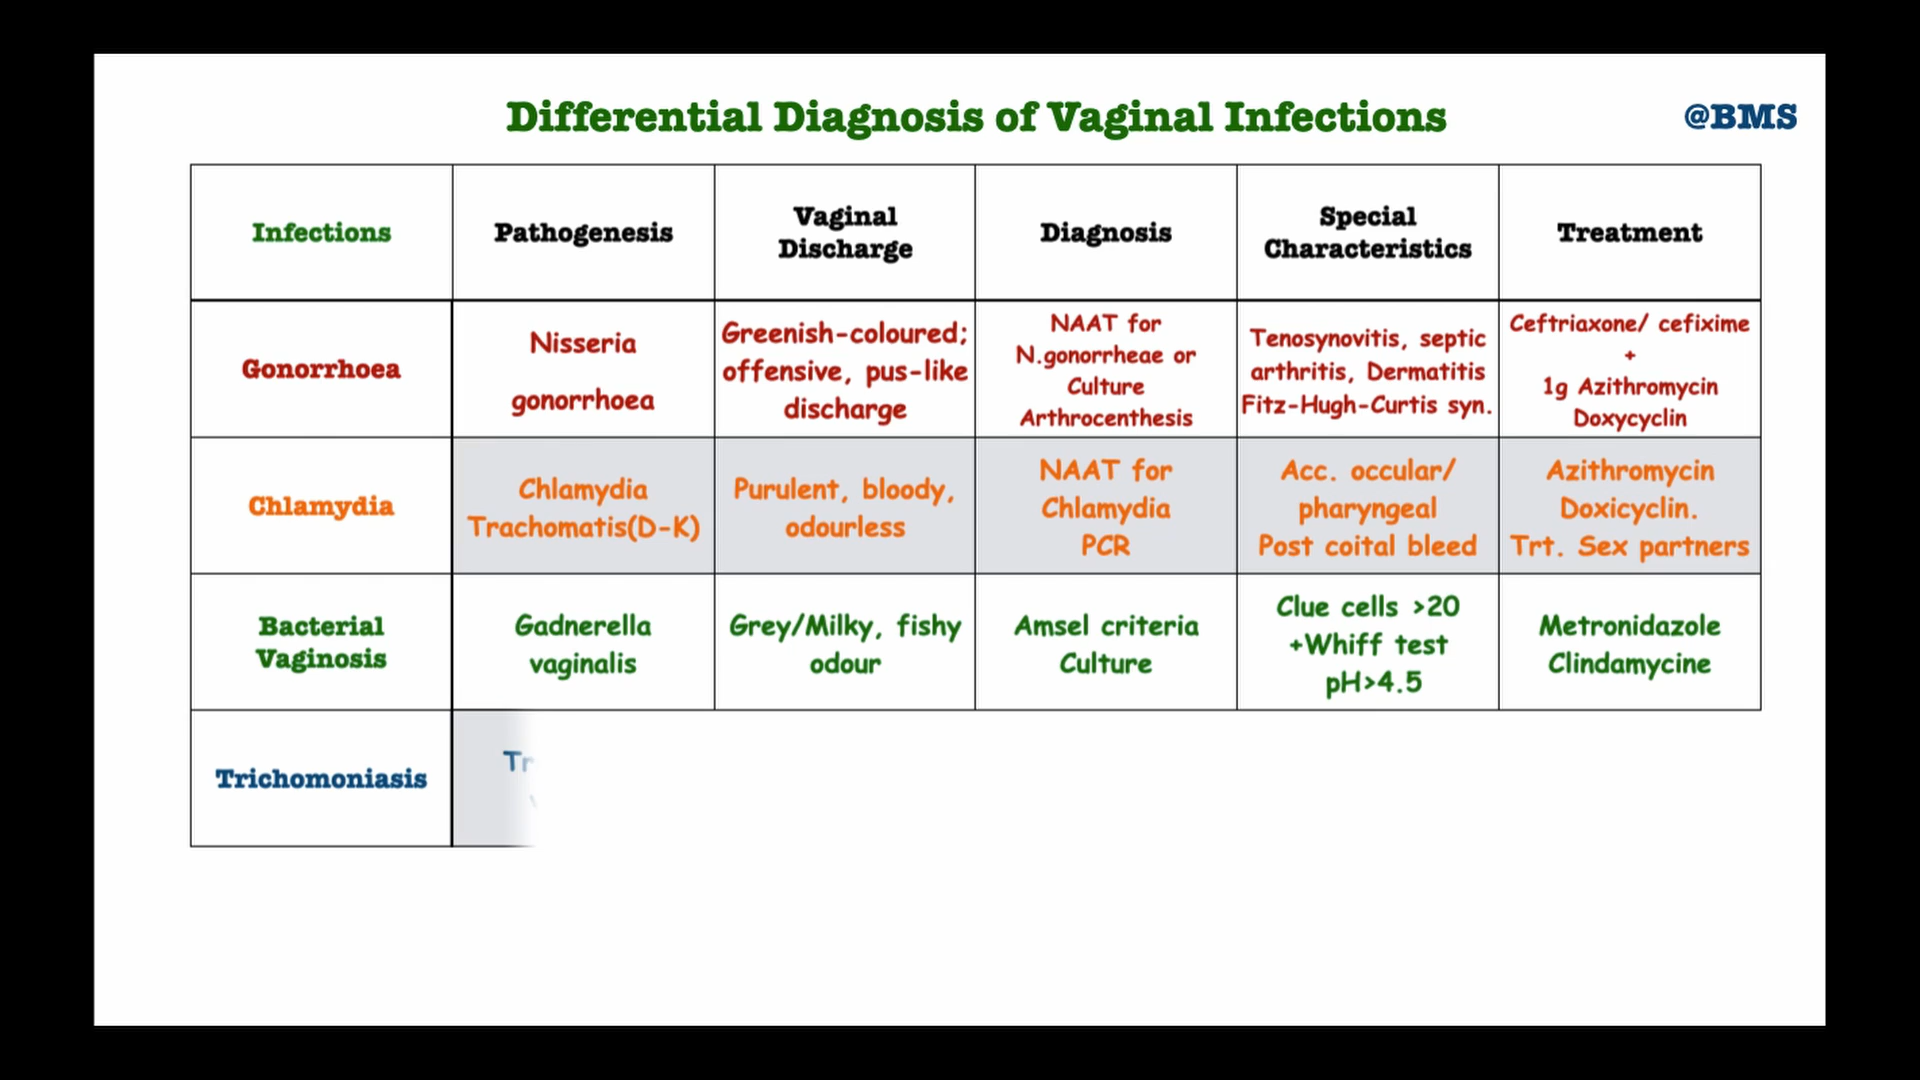 Differential Diagnosis of Vaginal Infections
@BMS
Infections
Pathogenesis
Vaginal
Discharge
Diagnosis
Special
Characteristics
Treatment
Gonorrhoea
Nisseria
gonorrhoea
Greenish-coloured;
offensive, pus-like
discharge
NAAT for
N.gonorrheae or
Culture
Arthrocenthesis
Tenosynovitis, septic
arthritis, Dermatitis
Fitz-Hugh-Curtis syn.
Ceftriaxone/ cefixime
+
1g Azithromycin
Doxycyclin
Chlamydia
Chlamydia
Trachomatis(D-K)
Purulent, bloody,
odourless
NAAT for
Chlamydia
PCR
Acc. occular/
pharyngeal
Post coital bleed
Azithromycin
Doxicyclin.
Trt. Sex partners
Bacterial
Vaginosis
Gadnerella
vaginalis
Grey/Milky, fishy
odour
Amsel criteria
Culture
Clue cells >20
+Whiff test
pH>4.5
Metronidazole
Clindamycine
Trichomoniasis